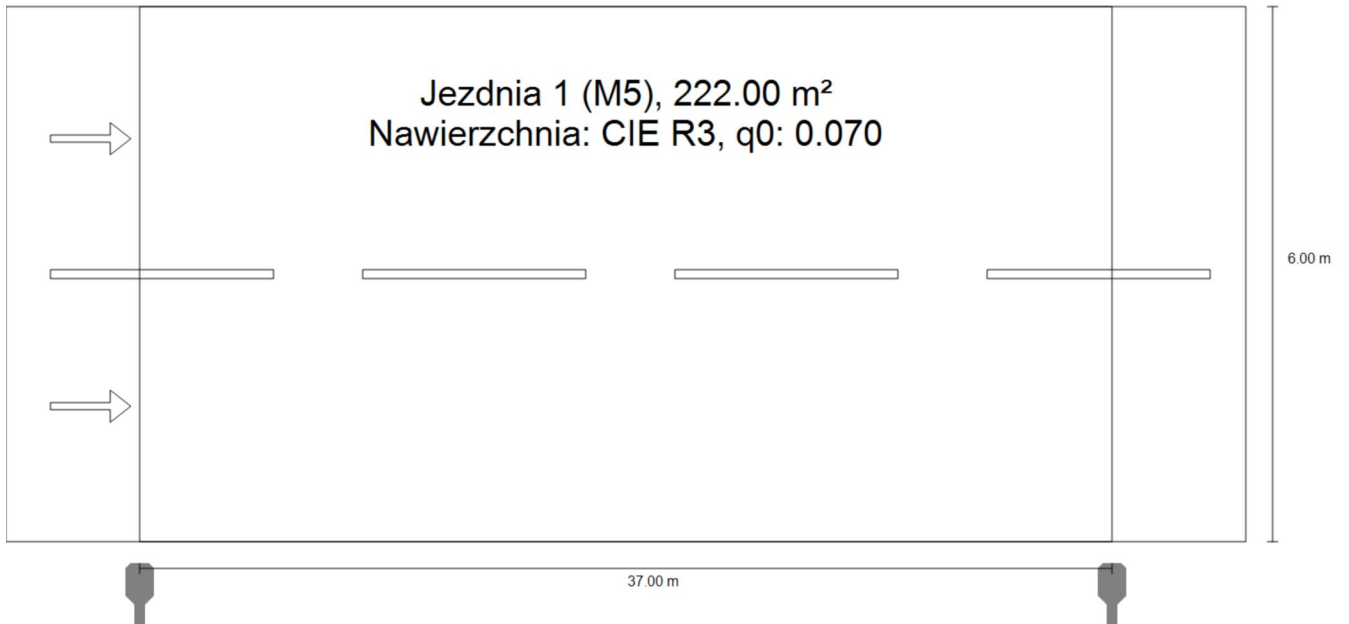 Jezdnia 1 (M5), 222.00 m²
Nawierzchnia: CIE R3, q0: 0.070
6.00 m
37.00 m